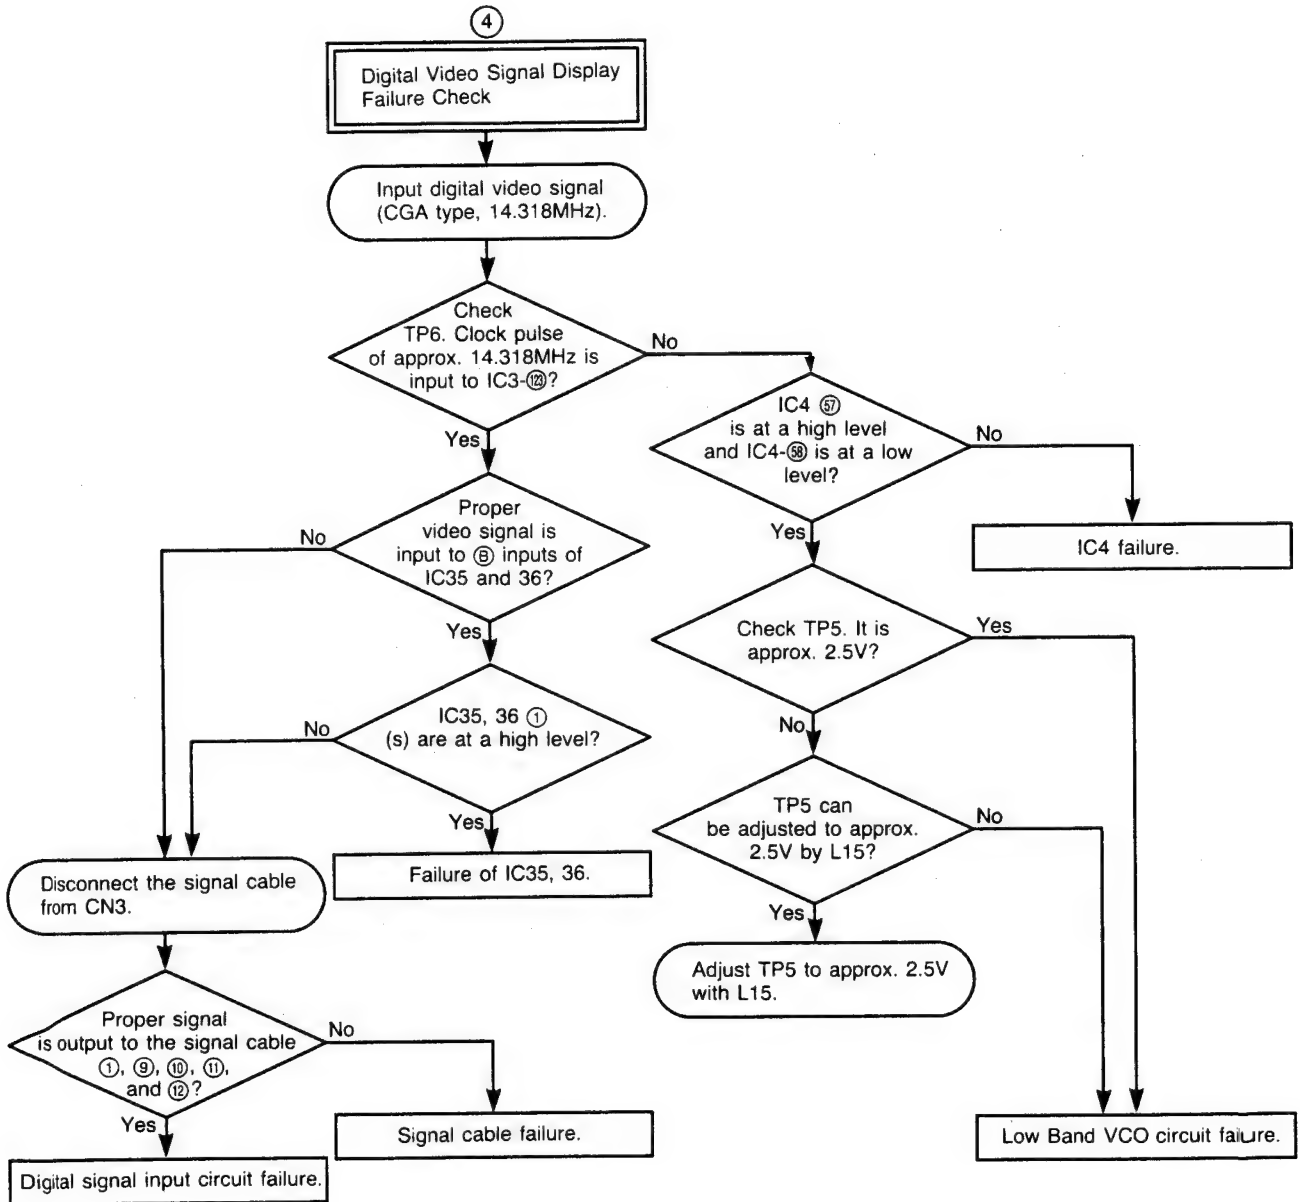 ④
Digital Video Signal Display
Failure Check
Input digital video signal
(CGA type, 14.318MHz).
Check
TP6. Clock pulse
of approx. 14.318MHz is
input to IC3-(123)?
No
Yes
IC4 ㊼
is at a high level
and IC4-(58) is at a low
level?
No
IC4 failure.
Yes
Proper
video signal is
input to Ⓑ inputs of
IC35 and 36?
No
Yes
Check TP5. It is
approx. 2.5V?
Yes
No
IC35, 36 ①
(s) are at a high level?
No
Yes
Failure of IC35, 36.
TP5 can
be adjusted to approx.
2.5V by L15?
No
Yes
Adjust TP5 to approx. 2.5V
with L15.
Low Band VCO circuit failure.
Disconnect the signal cable
from CN3.
Proper signal
is output to the signal cable
①, ⑨, ⑩, ⑪,
and ⑫?
No
Yes
Signal cable failure.
Digital signal input circuit failure.